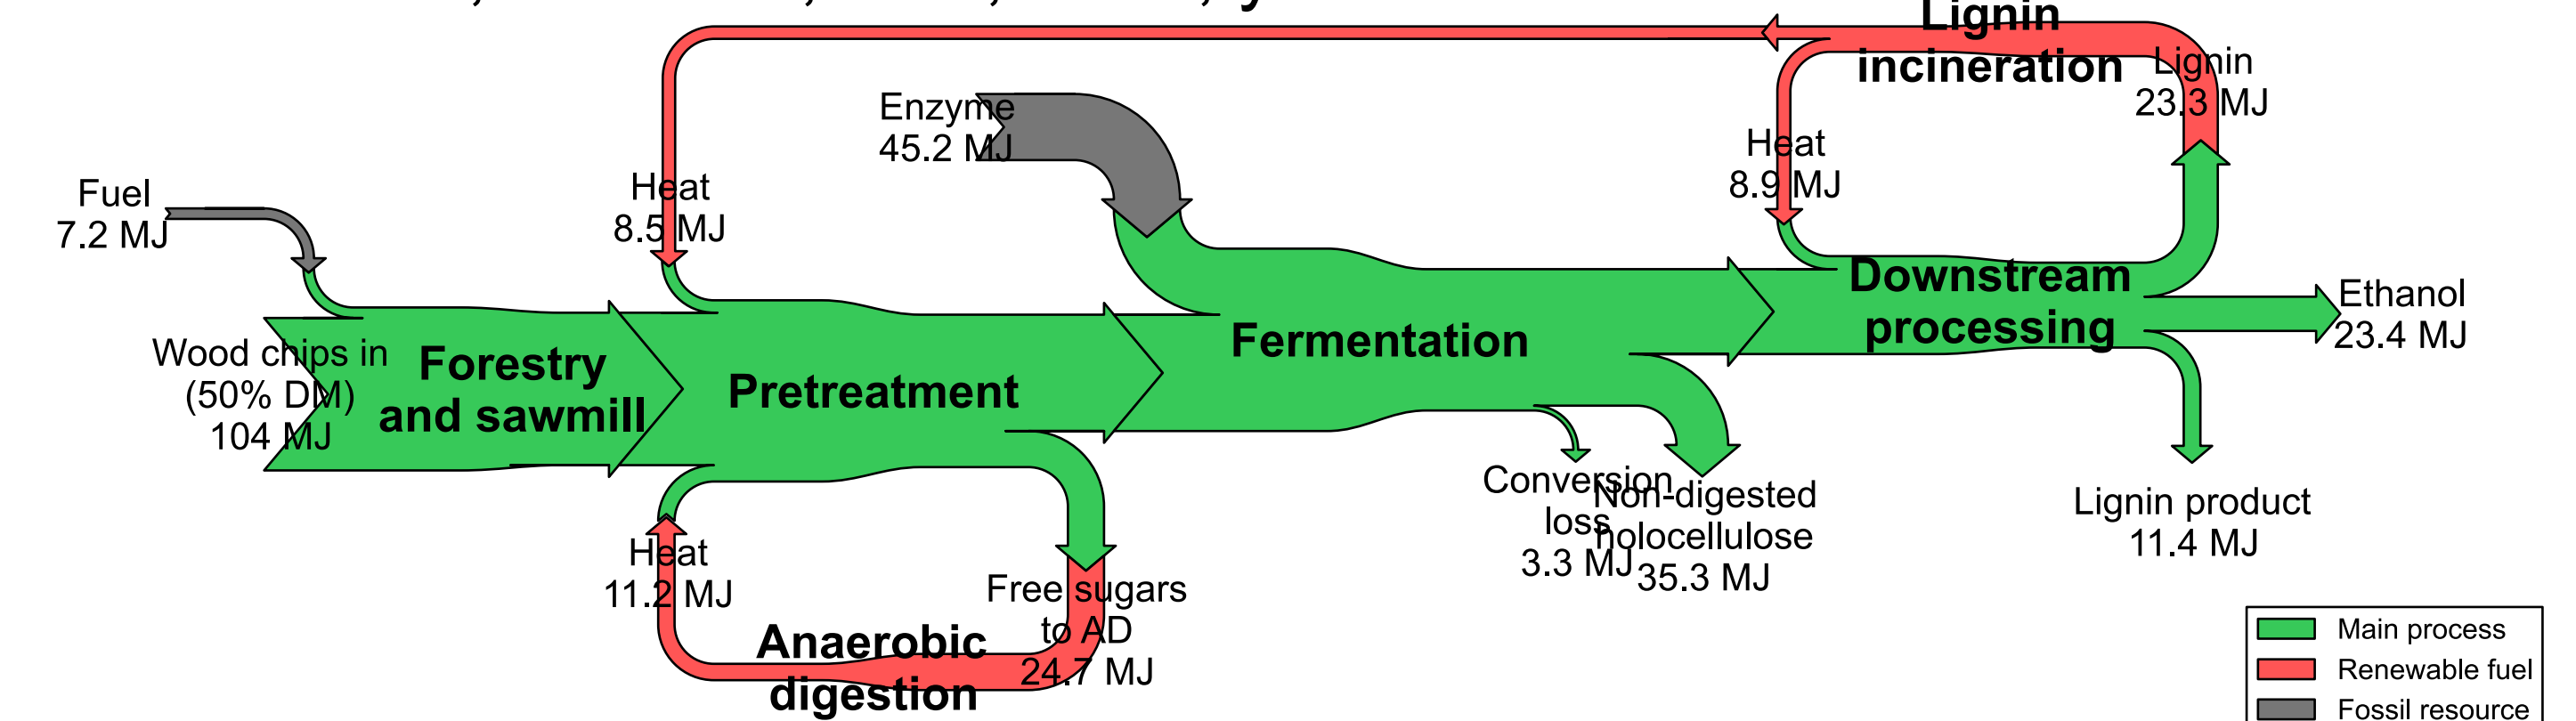 Lignin
incineration
Lignin
23.3 MJ
Enzyme
45.2 MJ
Heat
8.9 MJ
Fuel
7.2 MJ
Heat
8.5 MJ
Wood chips in
(50% DM)
104 MJ
Forestry
and sawmill
Pretreatment
Fermentation
Downstream
processing
Ethanol
23.4 MJ
Conversion
loss
3.3 MJ
Non-digested
holocellulose
35.3 MJ
Lignin product
11.4 MJ
Heat
11.2 MJ
Free sugars
to AD
24.7 MJ
Anaerobic
digestion
Main process
Renewable fuel
Fossil resource